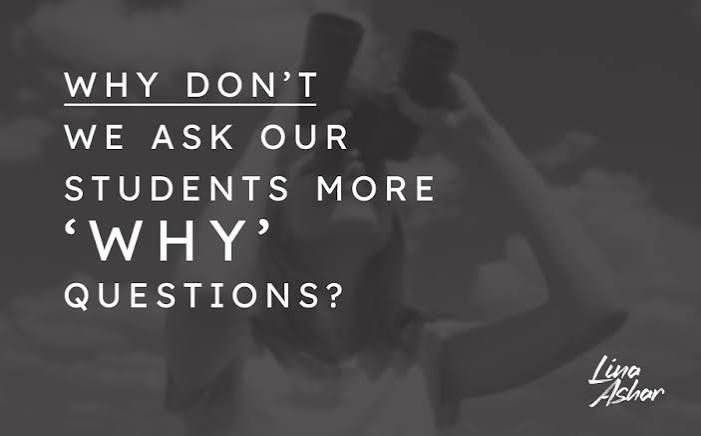 WHY DON’T
WE ASK OUR
STUDENTS MORE
‘WHY’
QUESTIONS?
Lina
Ashar